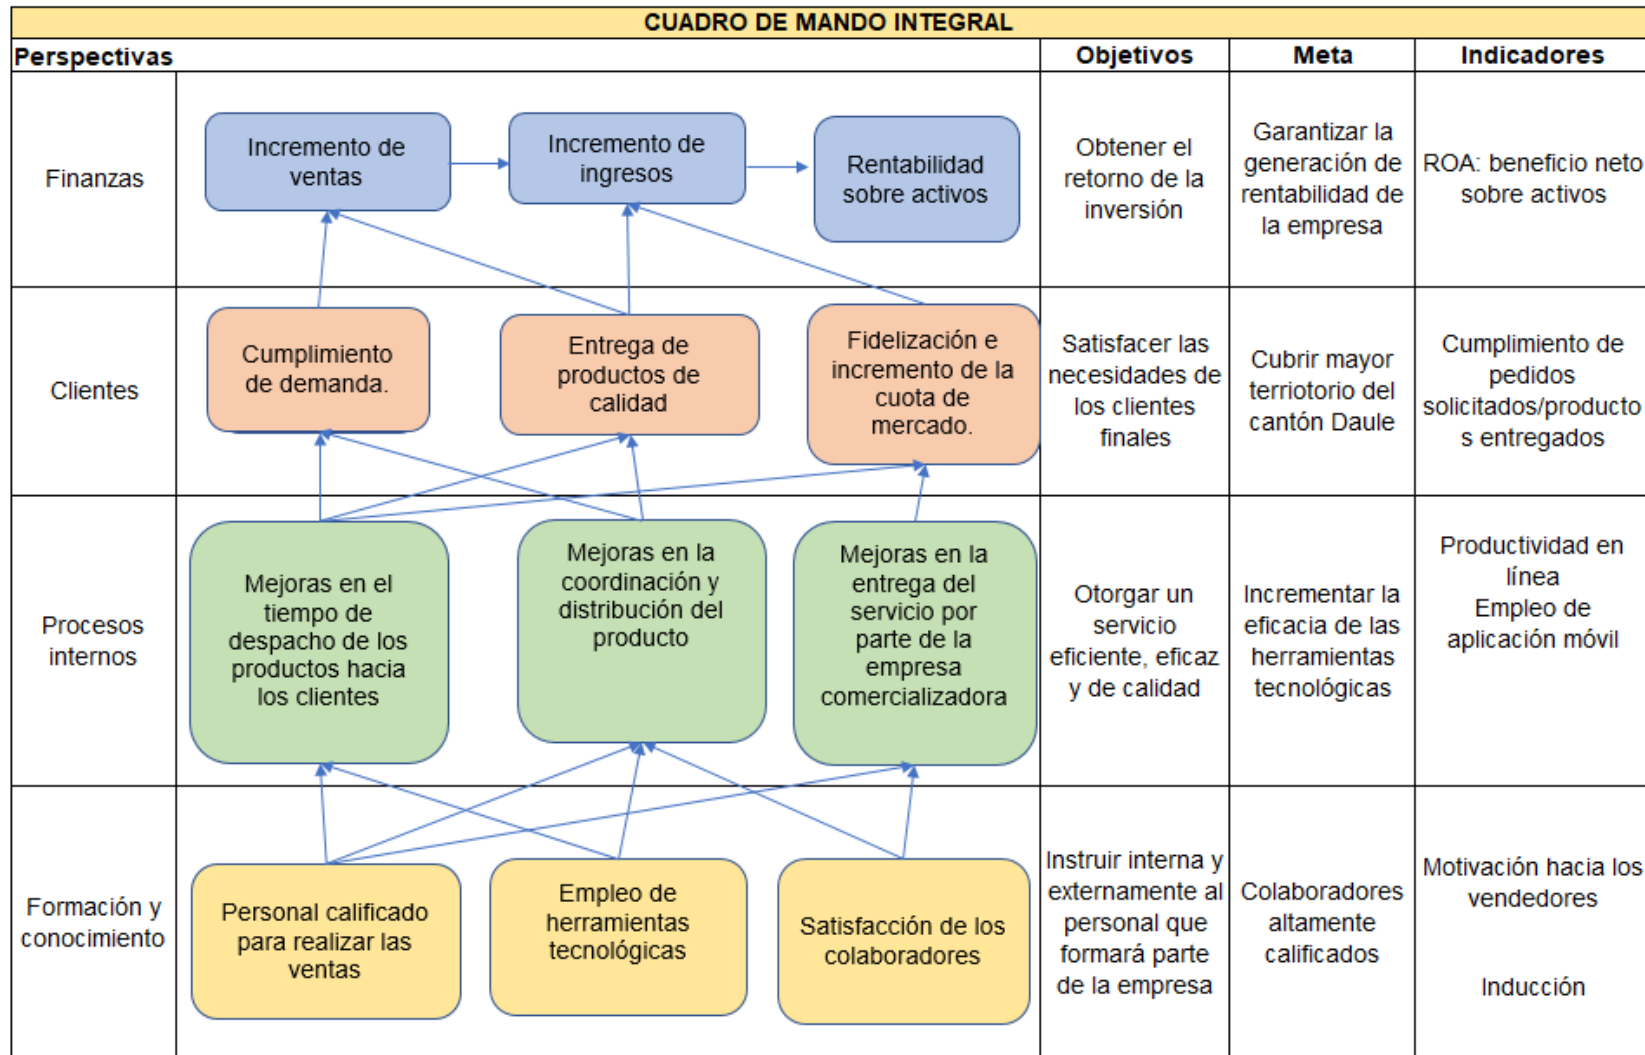 CUADRO DE MANDO INTEGRAL
Perspectivas
Objetivos
Meta
Indicadores
Finanzas
Incremento de
ventas
Incremento de
ingresos
Rentabilidad
sobre activos
Obtener el
retorno de la
inversión
Garantizar la
generación de
rentabilidad de
la empresa
ROA: beneficio neto
sobre activos
Clientes
Cumplimiento
de demanda.
Entrega de
productos de
calidad
Fidelización e
incremento de la
cuota de
mercado.
Satisfacer las
necesidades de
los clientes
finales
Cubrir mayor
terriotorio del
cantón Daule
Cumplimiento de
pedidos
solicitados/producto
s entregados
Procesos
internos
Mejoras en el
tiempo de
despacho de los
productos hacia
los clientes
Mejoras en la
coordinación y
distribución del
producto
Mejoras en la
entrega del
servicio por
parte de la
empresa
comercializadora
Otorgar un
servicio
eficiente, eficaz
y de calidad
Incrementar la
eficacia de las
herramientas
tecnológicas
Productividad en
línea
Empleo de
aplicación móvil
Formación y
conocimiento
Personal calificado
para realizar las
ventas
Empleo de
herramientas
tecnológicas
Satisfacción de los
colaboradores
Instruir interna y
externamente al
personal que
formará parte
de la empresa
Colaboradores
altamente
calificados
Motivación hacia los
vendedores
Inducción